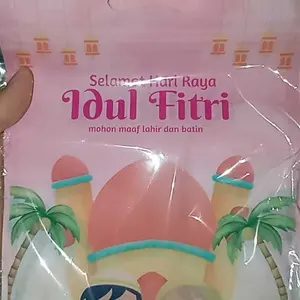 Selamat Hari Raya
Idul Fitri
mohon maaf lahir dan batin